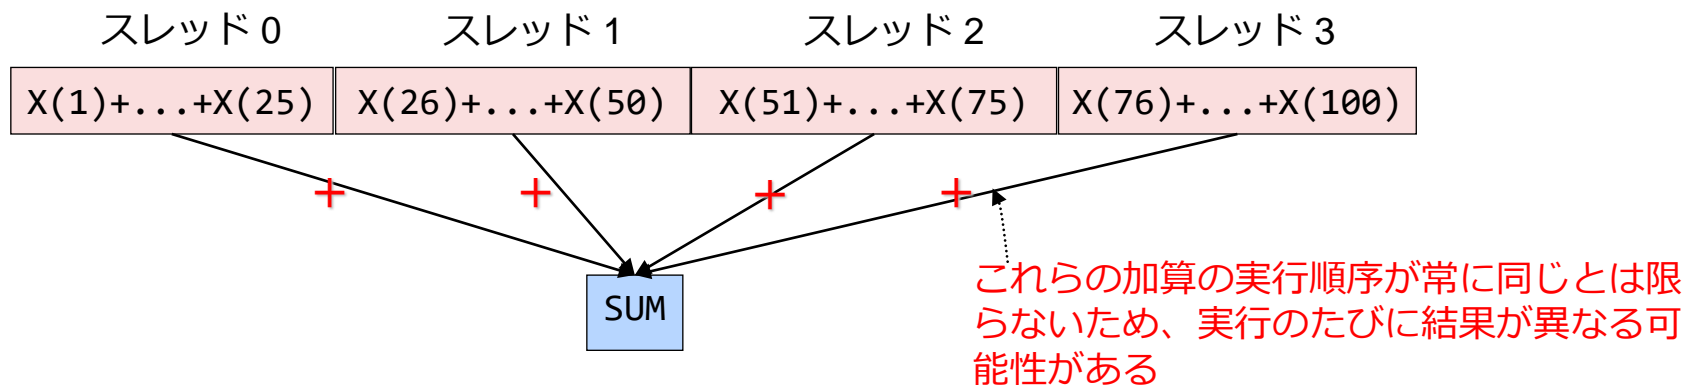 スレッド 0 スレッド 1 スレッド 2 スレッド 3
X(1)+...+X(25) X(26)+...+X(50) X(51)+...+X(75) X(76)+...+X(100)
+ + + +
SUM
これらの加算の実行順序が常に同じとは限
らないため、実行のたびに結果が異なる可
能性がある